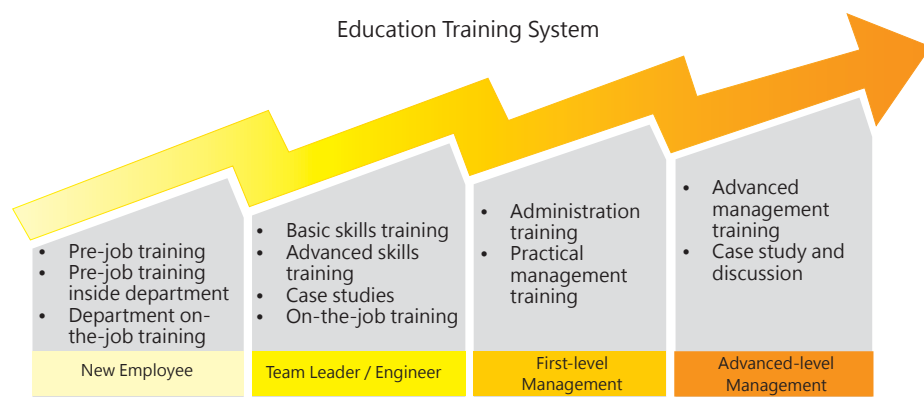 Education Training System
• Pre-job training
• Pre-job training
inside department
• Department on-
the-job training
New Employee
• Basic skills training
• Advanced skills
training
• Case studies
• On-the-job training
Team Leader / Engineer
• Administration
training
• Practical
management
training
First-level
Management
• Advanced
management
training
• Case study and
discussion
Advanced-level
Management